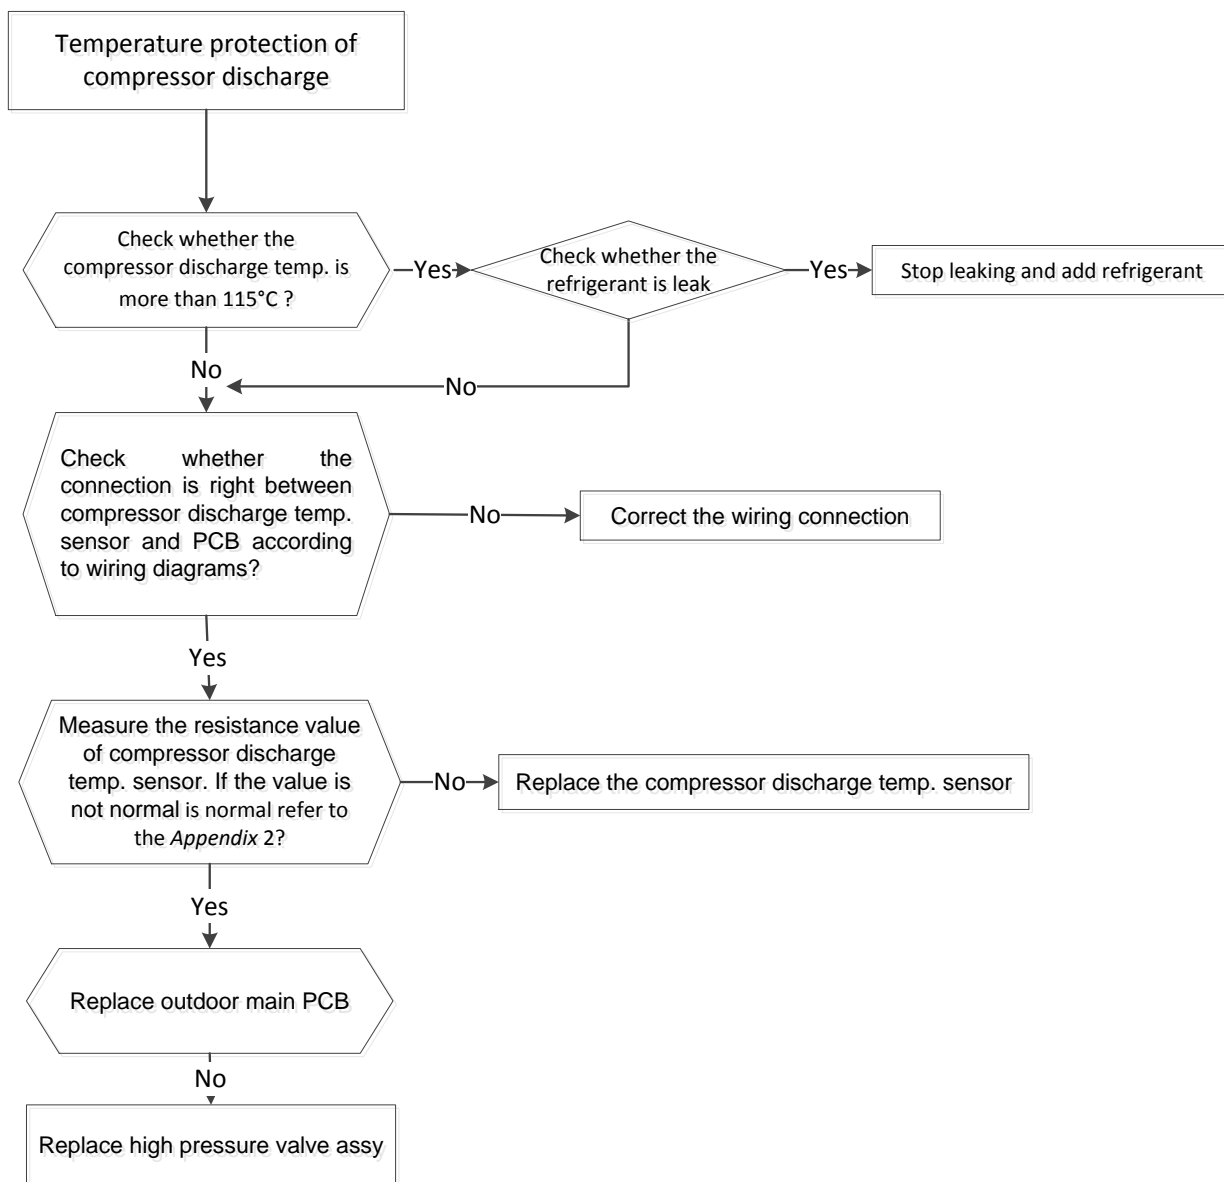 Temperature protection of
compressor discharge
Check whether the
compressor discharge temp. is
more than 115°C ?
Yes
Check whether the
refrigerant is leak
Yes
Stop leaking and add refrigerant
No
No
Check whether the
connection is right between
compressor discharge temp.
sensor and PCB according
to wiring diagrams?
No
Correct the wiring connection
Yes
Measure the resistance value
of compressor discharge
temp. sensor. If the value is
not normal is normal refer to
the Appendix 2?
No
Replace the compressor discharge temp. sensor
Yes
Replace outdoor main PCB
No
Replace high pressure valve assy